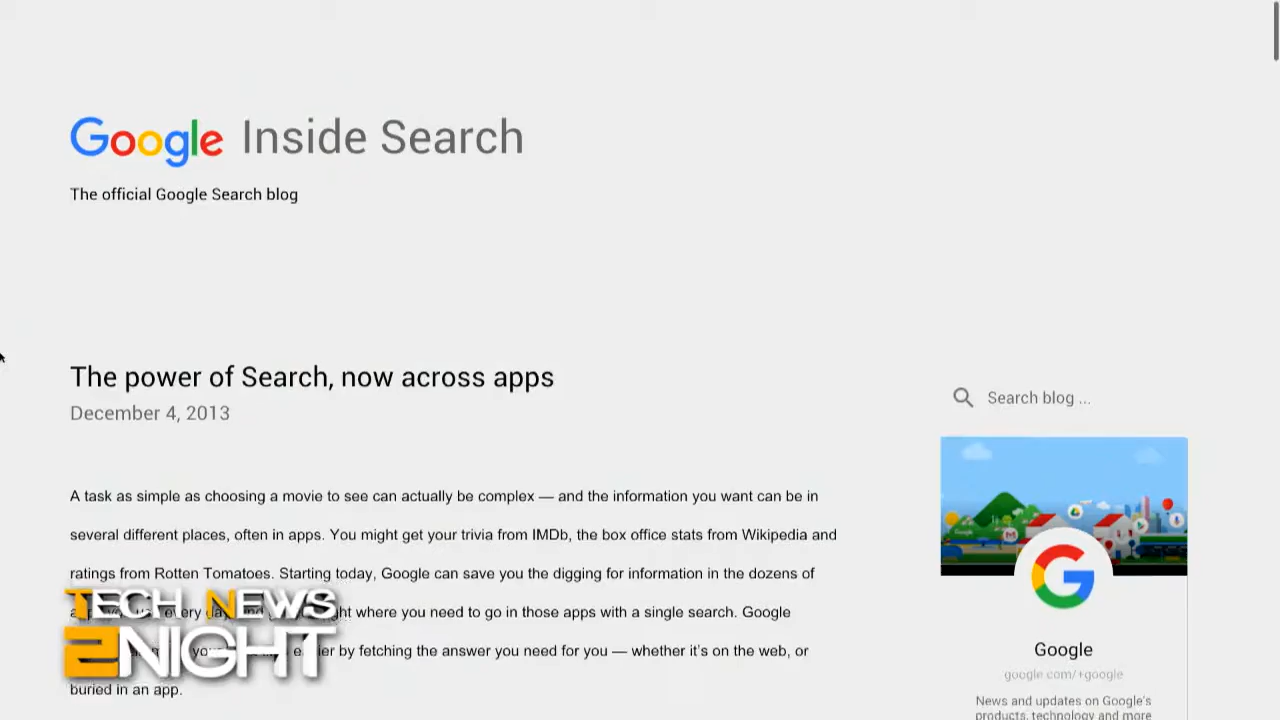 Google Inside Search
The official Google Search blog
The power of Search, now across apps
December 4, 2013
Search blog ...
A task as simple as choosing a movie to see can actually be complex — and the information you want can be in
several different places, often in apps. You might get your trivia from IMDb, the box office stats from Wikipedia and
ratings from Rotten Tomatoes. Starting today, Google can save you the digging for information in the dozens of
every where you need to go in those apps with a single search. Google
by fetching the answer you need for you — whether it's on the web, or
buried in an app.
TECH NEWS
2NIGHT
Google
google.com/+google
News and updates on Google's
products, technology and more